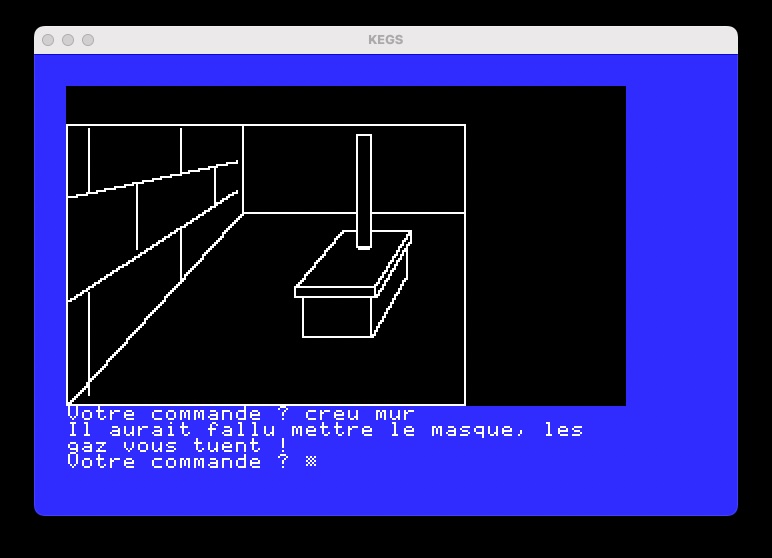 KEGS
Votre commande ? creu mur
Il aurait fallu mettre le masque, les
gaz vous tuent !
Votre commande ?